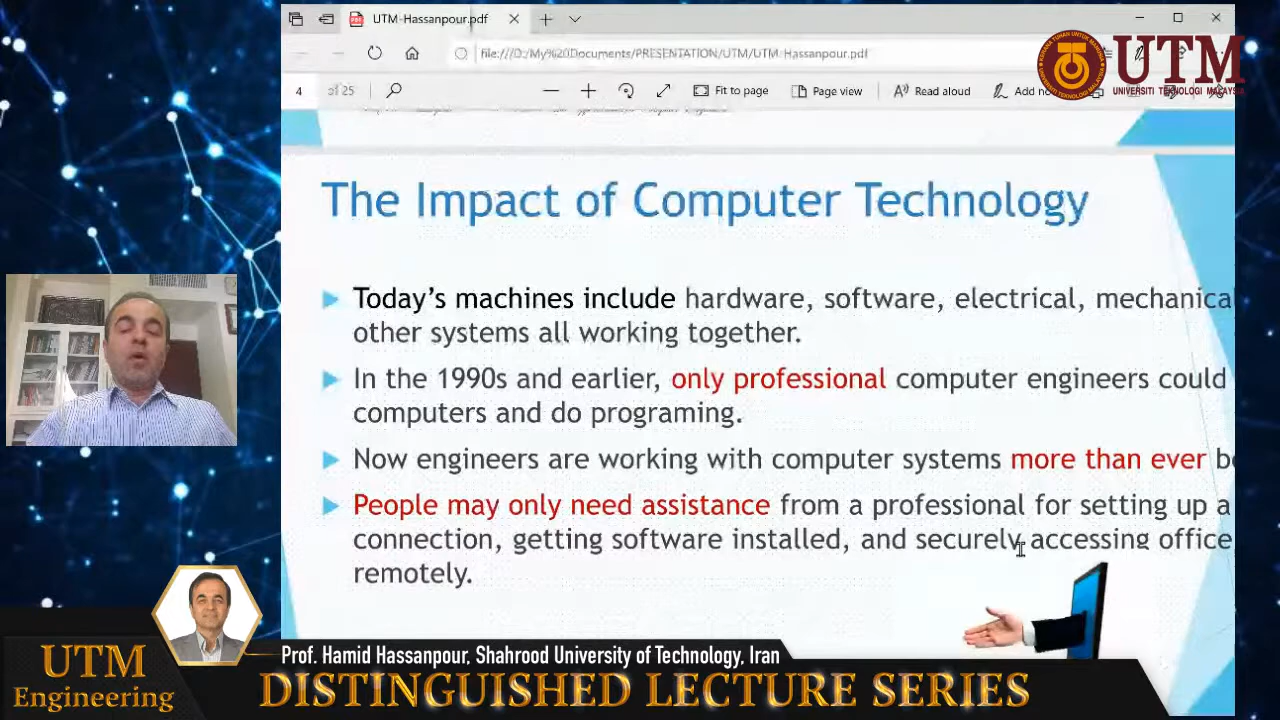 UTM-Hassanpour.pdf
file:///D:/My%20Documents/PRESENTATION/UTM/UTM-Hassanpour.pdf
4 of 25
Fit to page
Page view
Read aloud
Add
UTM
UNIVERSITI TEKNOLOGI MALAYSIA
The Impact of Computer Technology
Today's machines include hardware, software, electrical, mechanica
other systems all working together.
In the 1990s and earlier, only professional computer engineers could
computers and do programing.
Now engineers are working with computer systems more than ever
People may only need assistance from a professional for setting up a
connection, getting software installed, and securely accessing office
remotely.
UTM
Engineering
Prof. Hamid Hassanpour, Shahrood University of Technology, Iran
DISTINGUISHED LECTURE SERIES